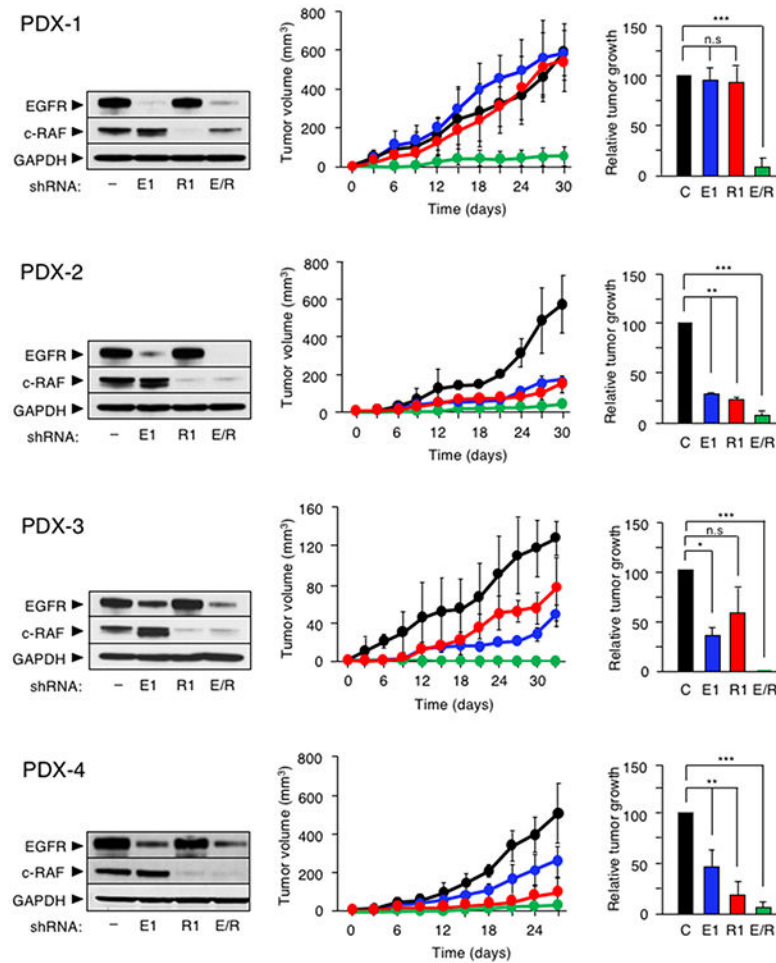 PDX-1
EGFR
c-RAF
GAPDH
shRNA: – E1 R1 E/R
Tumor volume (mm³)
800
600
400
200
0
0 6 12 18 24 30
Time (days)
Relative tumor growth
150
100
50
0
***
n.s
C E1 R1 E/R
PDX-2
EGFR
c-RAF
GAPDH
shRNA: – E1 R1 E/R
Tumor volume (mm³)
800
600
400
200
0
0 6 12 18 24 30
Time (days)
Relative tumor growth
150
100
50
0
***
**
C E1 R1 E/R
PDX-3
EGFR
c-RAF
GAPDH
shRNA: – E1 R1 E/R
Tumor volume (mm³)
160
120
80
40
0
0 6 12 18 24 30
Time (days)
Relative tumor growth
150
100
50
0
***
n.s
*
C E1 R1 E/R
PDX-4
EGFR
c-RAF
GAPDH
shRNA: – E1 R1 E/R
Tumor volume (mm³)
800
600
400
200
0
0 6 12 18 24
Time (days)
Relative tumor growth
150
100
50
0
***
**
C E1 R1 E/R